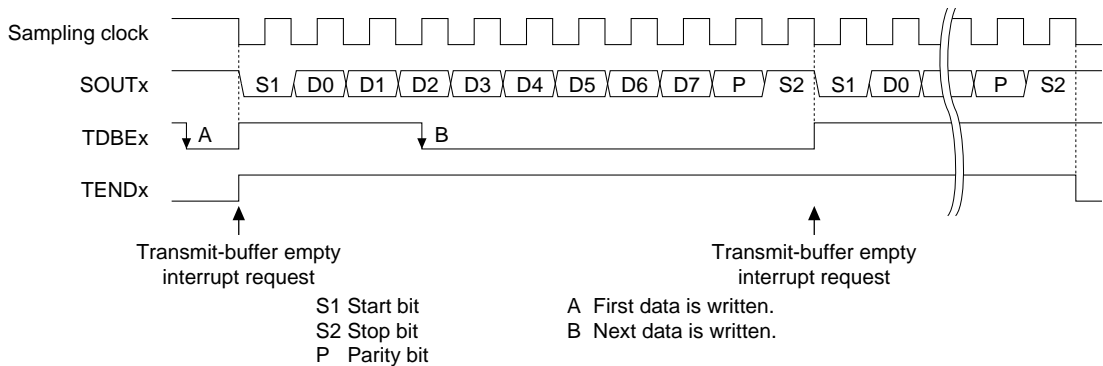 Sampling clock
SOUTx S1 D0 D1 D2 D3 D4 D5 D6 D7 P S2 S1 D0 P S2
TDBEx A B
TENDx
Transmit-buffer empty
interrupt request
Transmit-buffer empty
interrupt request
S1 Start bit
S2 Stop bit
P Parity bit
A First data is written.
B Next data is written.